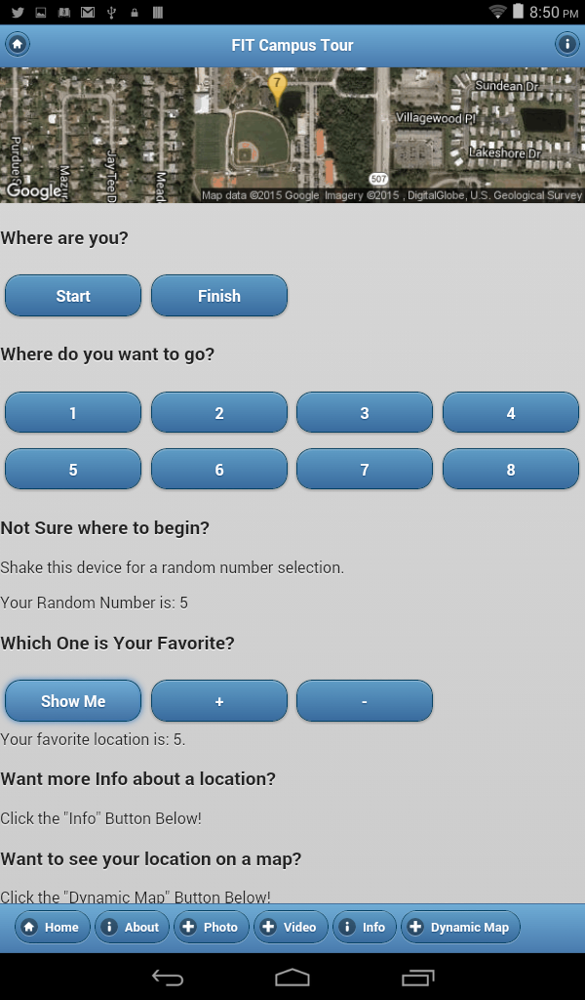 8:50 PM
FIT Campus Tour
7
Sundean Dr
Villagewood Pl
Lakeshore Dr
507
Purdue
Mazur
JayTee D
Mead
Google
Map data ©2015 Google Imagery ©2015 , DigitalGlobe, U.S. Geological Survey
Where are you?
Start Finish
Where do you want to go?
1 2 3 4
5 6 7 8
Not Sure where to begin?
Shake this device for a random number selection.
Your Random Number is: 5
Which One is Your Favorite?
Show Me + -
Your favorite location is: 5.
Want more Info about a location?
Click the "Info" Button Below!
Want to see your location on a map?
Click the "Dynamic Map" Button Below!
Home About Photo Video Info Dynamic Map